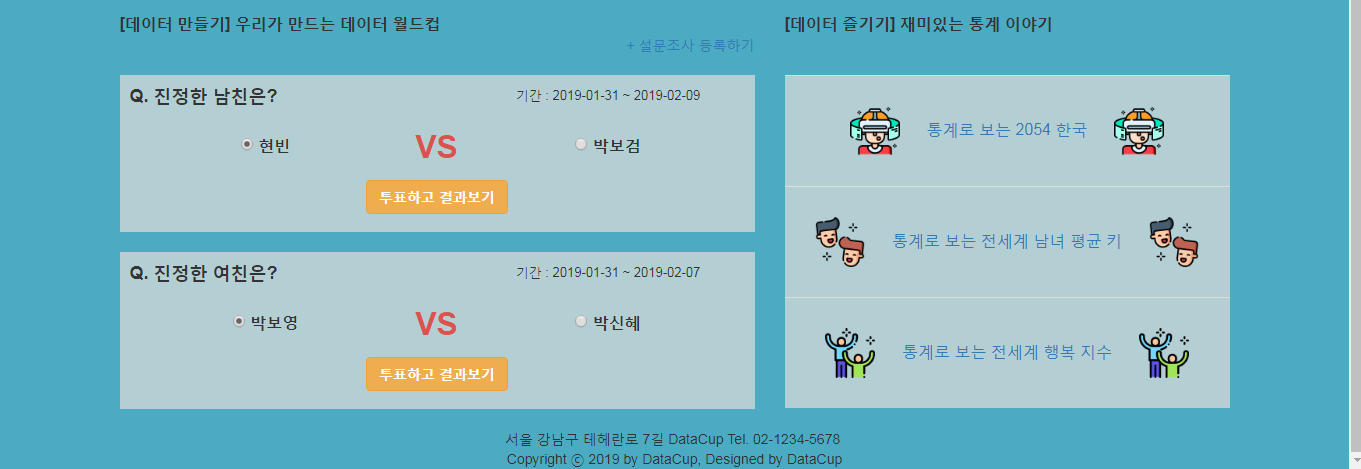 [데이터 만들기] 우리가 만드는 데이터 월드컵
+ 설문조사 등록하기
Q. 진정한 남친은?
기간 : 2019-01-31 ~ 2019-02-09
현빈 VS 박보검
투표하고 결과보기
Q. 진정한 여친은?
기간 : 2019-01-31 ~ 2019-02-07
박보영 VS 박신혜
투표하고 결과보기
[데이터 즐기기] 재미있는 통계 이야기
통계로 보는 2054 한국
통계로 보는 전세계 남녀 평균 키
통계로 보는 전세계 행복 지수
서울 강남구 테헤란로 7길 DataCup Tel. 02-1234-5678
Copyright ⓒ 2019 by DataCup, Designed by DataCup